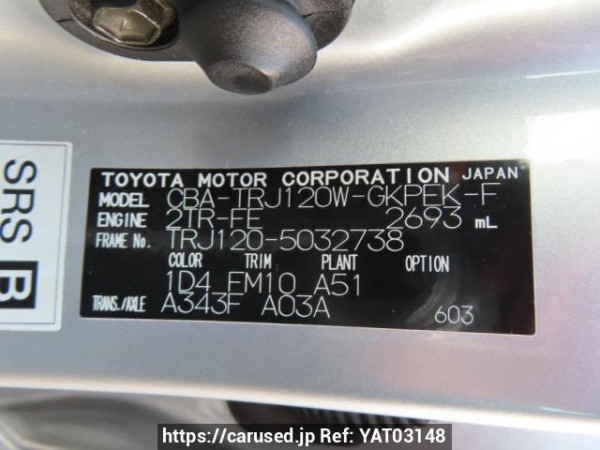 SRS B
TOYOTA MOTOR CORPORATION JAPAN
MODEL CBA-TRJ120W-GKPEK-F
ENGINE 2TR-FE 2693 mL
FRAME No. TRJ120-5032738
COLOR TRIM PLANT OPTION
1D4 FM10 A51
TRANS./AXLE A343F A03A
603
https://carused.jp Ref: YAT03148